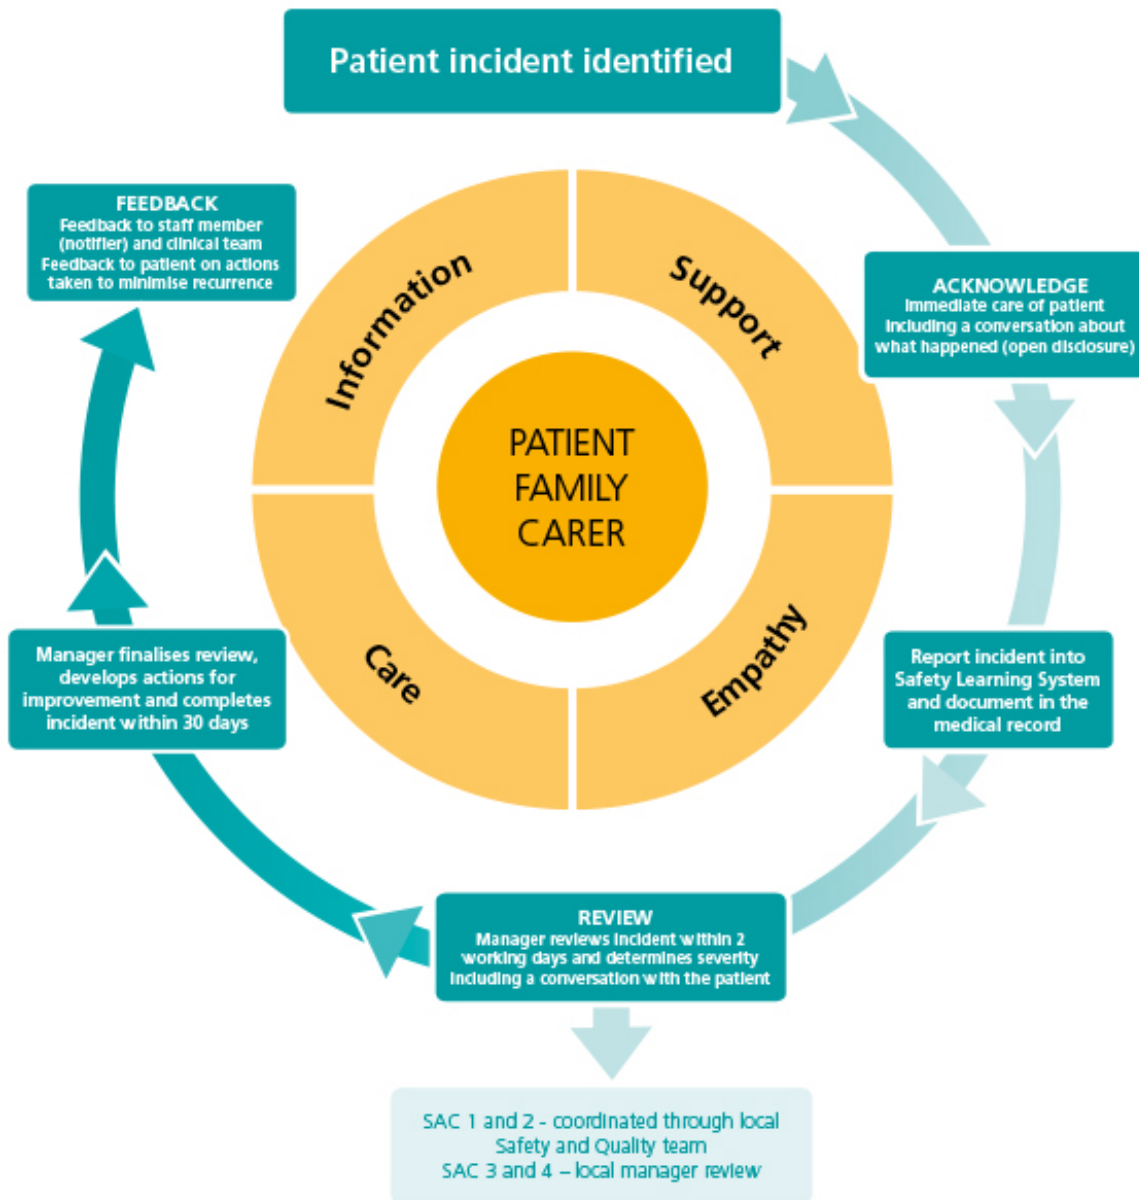 Patient incident identified
FEEDBACK
Feedback to staff member
(notifier) and clinical team
Feedback to patient on actions
taken to minimise recurrence
Information
Support
ACKNOWLEDGE
Immediate care of patient
including a conversation about
what happened (open disclosure)
PATIENT
FAMILY
CARER
Care
Empathy
Manager finalises review,
develops actions for
improvement and completes
incident within 30 days
Report incident into
Safety Learning System
and document in the
medical record
REVIEW
Manager reviews incident within 2
working days and determines severity
including a conversation with the patient
SAC 1 and 2 - coordinated through local
Safety and Quality team
SAC 3 and 4 – local manager review